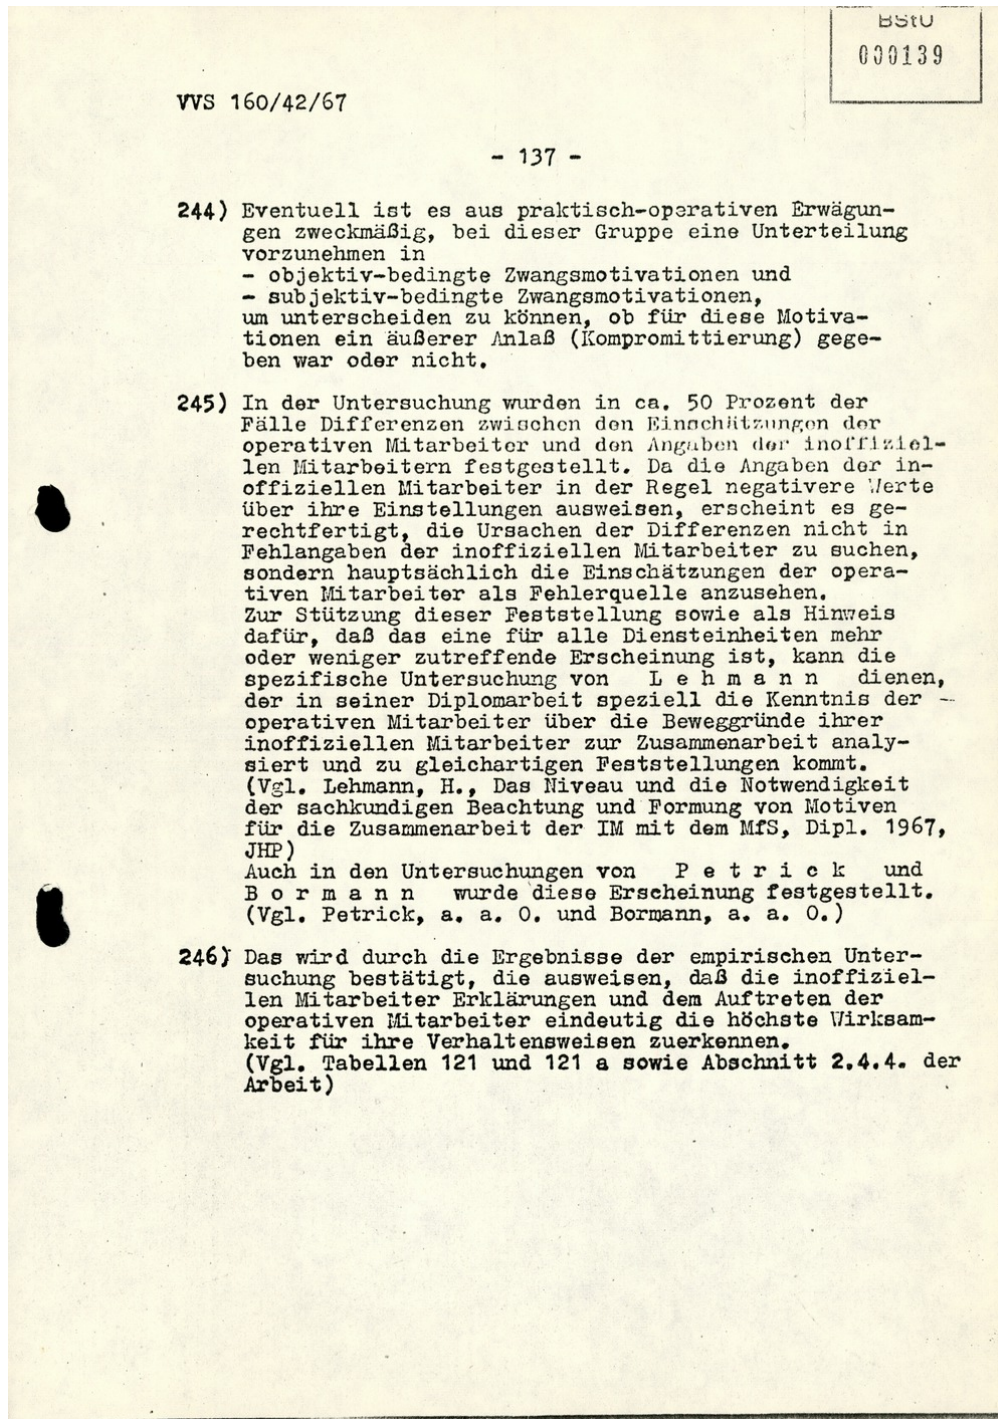 BStU
000139
VVS 160/42/67
- 137 -
244) Eventuell ist es aus praktisch-operativen Erwägun-
gen zweckmäßig, bei dieser Gruppe eine Unterteilung
vorzunehmen in
- objektiv-bedingte Zwangsmotivationen und
- subjektiv-bedingte Zwangsmotivationen,
um unterscheiden zu können, ob für diese Motiva-
tionen ein äußerer Anlaß (Kompromittierung) gege-
ben war oder nicht.
245) In der Untersuchung wurden in ca. 50 Prozent der
Fälle Differenzen zwischen den Einschätzungen der
operativen Mitarbeiter und den Angaben der inoffiziel-
len Mitarbeitern festgestellt. Da die Angaben der in-
offiziellen Mitarbeiter in der Regel negativere Werte
über ihre Einstellungen ausweisen, erscheint es ge-
rechtfertigt, die Ursachen der Differenzen nicht in
Fehlangaben der inoffiziellen Mitarbeiter zu suchen,
sondern hauptsächlich die Einschätzungen der opera-
tiven Mitarbeiter als Fehlerquelle anzusehen.
Zur Stützung dieser Feststellung sowie als Hinweis
dafür, daß das eine für alle Diensteinheiten mehr
oder weniger zutreffende Erscheinung ist, kann die
spezifische Untersuchung von L e h m a n n dienen,
der in seiner Diplomarbeit speziell die Kenntnis der
operativen Mitarbeiter über die Beweggründe ihrer
inoffiziellen Mitarbeiter zur Zusammenarbeit analy-
siert und zu gleichartigen Feststellungen kommt.
(Vgl. Lehmann, H., Das Niveau und die Notwendigkeit
der sachkundigen Beachtung und Formung von Motiven
für die Zusammenarbeit der IM mit dem MfS, Dipl. 1967,
JHP)
Auch in den Untersuchungen von P e t r i c k und
B o r m a n n wurde diese Erscheinung festgestellt.
(Vgl. Petrick, a. a. O. und Bormann, a. a. O.)
246) Das wird durch die Ergebnisse der empirischen Unter-
suchung bestätigt, die ausweisen, daß die inoffiziel-
len Mitarbeiter Erklärungen und dem Auftreten der
operativen Mitarbeiter eindeutig die höchste Wirksam-
keit für ihre Verhaltensweisen zuerkennen.
(Vgl. Tabellen 121 und 121 a sowie Abschnitt 2.4.4. der
Arbeit)